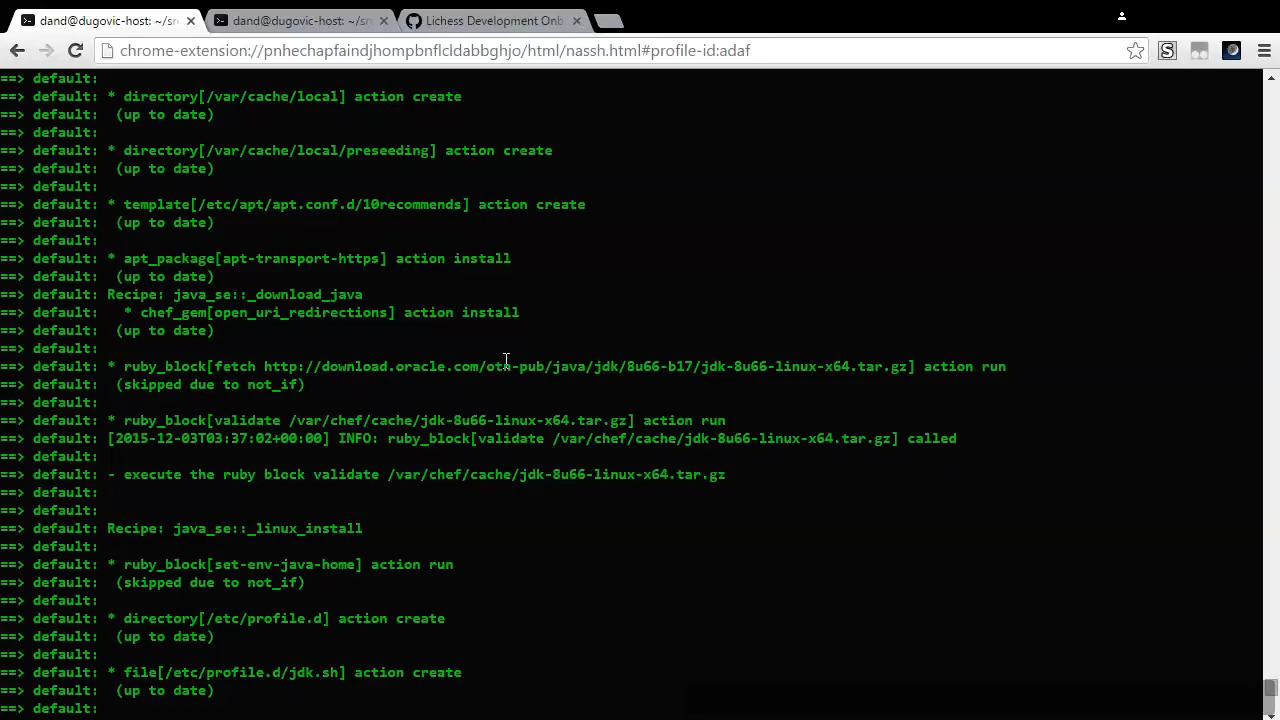 dand@dugovic-host: ~/src
dand@dugovic-host: ~/src
Lichess Development Onb
chrome-extension://pnhechapfaindjhompbnflcldabbghjo/html/nassh.html#profile-id:adaf
==> default:
==> default: * directory[/var/cache/local] action create
==> default:  (up to date)
==> default:
==> default: * directory[/var/cache/local/preseeding] action create
==> default:  (up to date)
==> default:
==> default: * template[/etc/apt/apt.conf.d/10recommends] action create
==> default:  (up to date)
==> default:
==> default: * apt_package[apt-transport-https] action install
==> default:  (up to date)
==> default: Recipe: java_se::_download_java
==> default:   * chef_gem[open_uri_redirections] action install
==> default:  (up to date)
==> default:
==> default: * ruby_block[fetch http://download.oracle.com/otn-pub/java/jdk/8u66-b17/jdk-8u66-linux-x64.tar.gz] action run
==> default:  (skipped due to not_if)
==> default:
==> default: * ruby_block[validate /var/chef/cache/jdk-8u66-linux-x64.tar.gz] action run
==> default: [2015-12-03T03:37:02+00:00] INFO: ruby_block[validate /var/chef/cache/jdk-8u66-linux-x64.tar.gz] called
==> default:
==> default: - execute the ruby block validate /var/chef/cache/jdk-8u66-linux-x64.tar.gz
==> default:
==> default:
==> default: Recipe: java_se::_linux_install
==> default:
==> default: * ruby_block[set-env-java-home] action run
==> default:  (skipped due to not_if)
==> default:
==> default: * directory[/etc/profile.d] action create
==> default:  (up to date)
==> default:
==> default: * file[/etc/profile.d/jdk.sh] action create
==> default:  (up to date)
==> default: